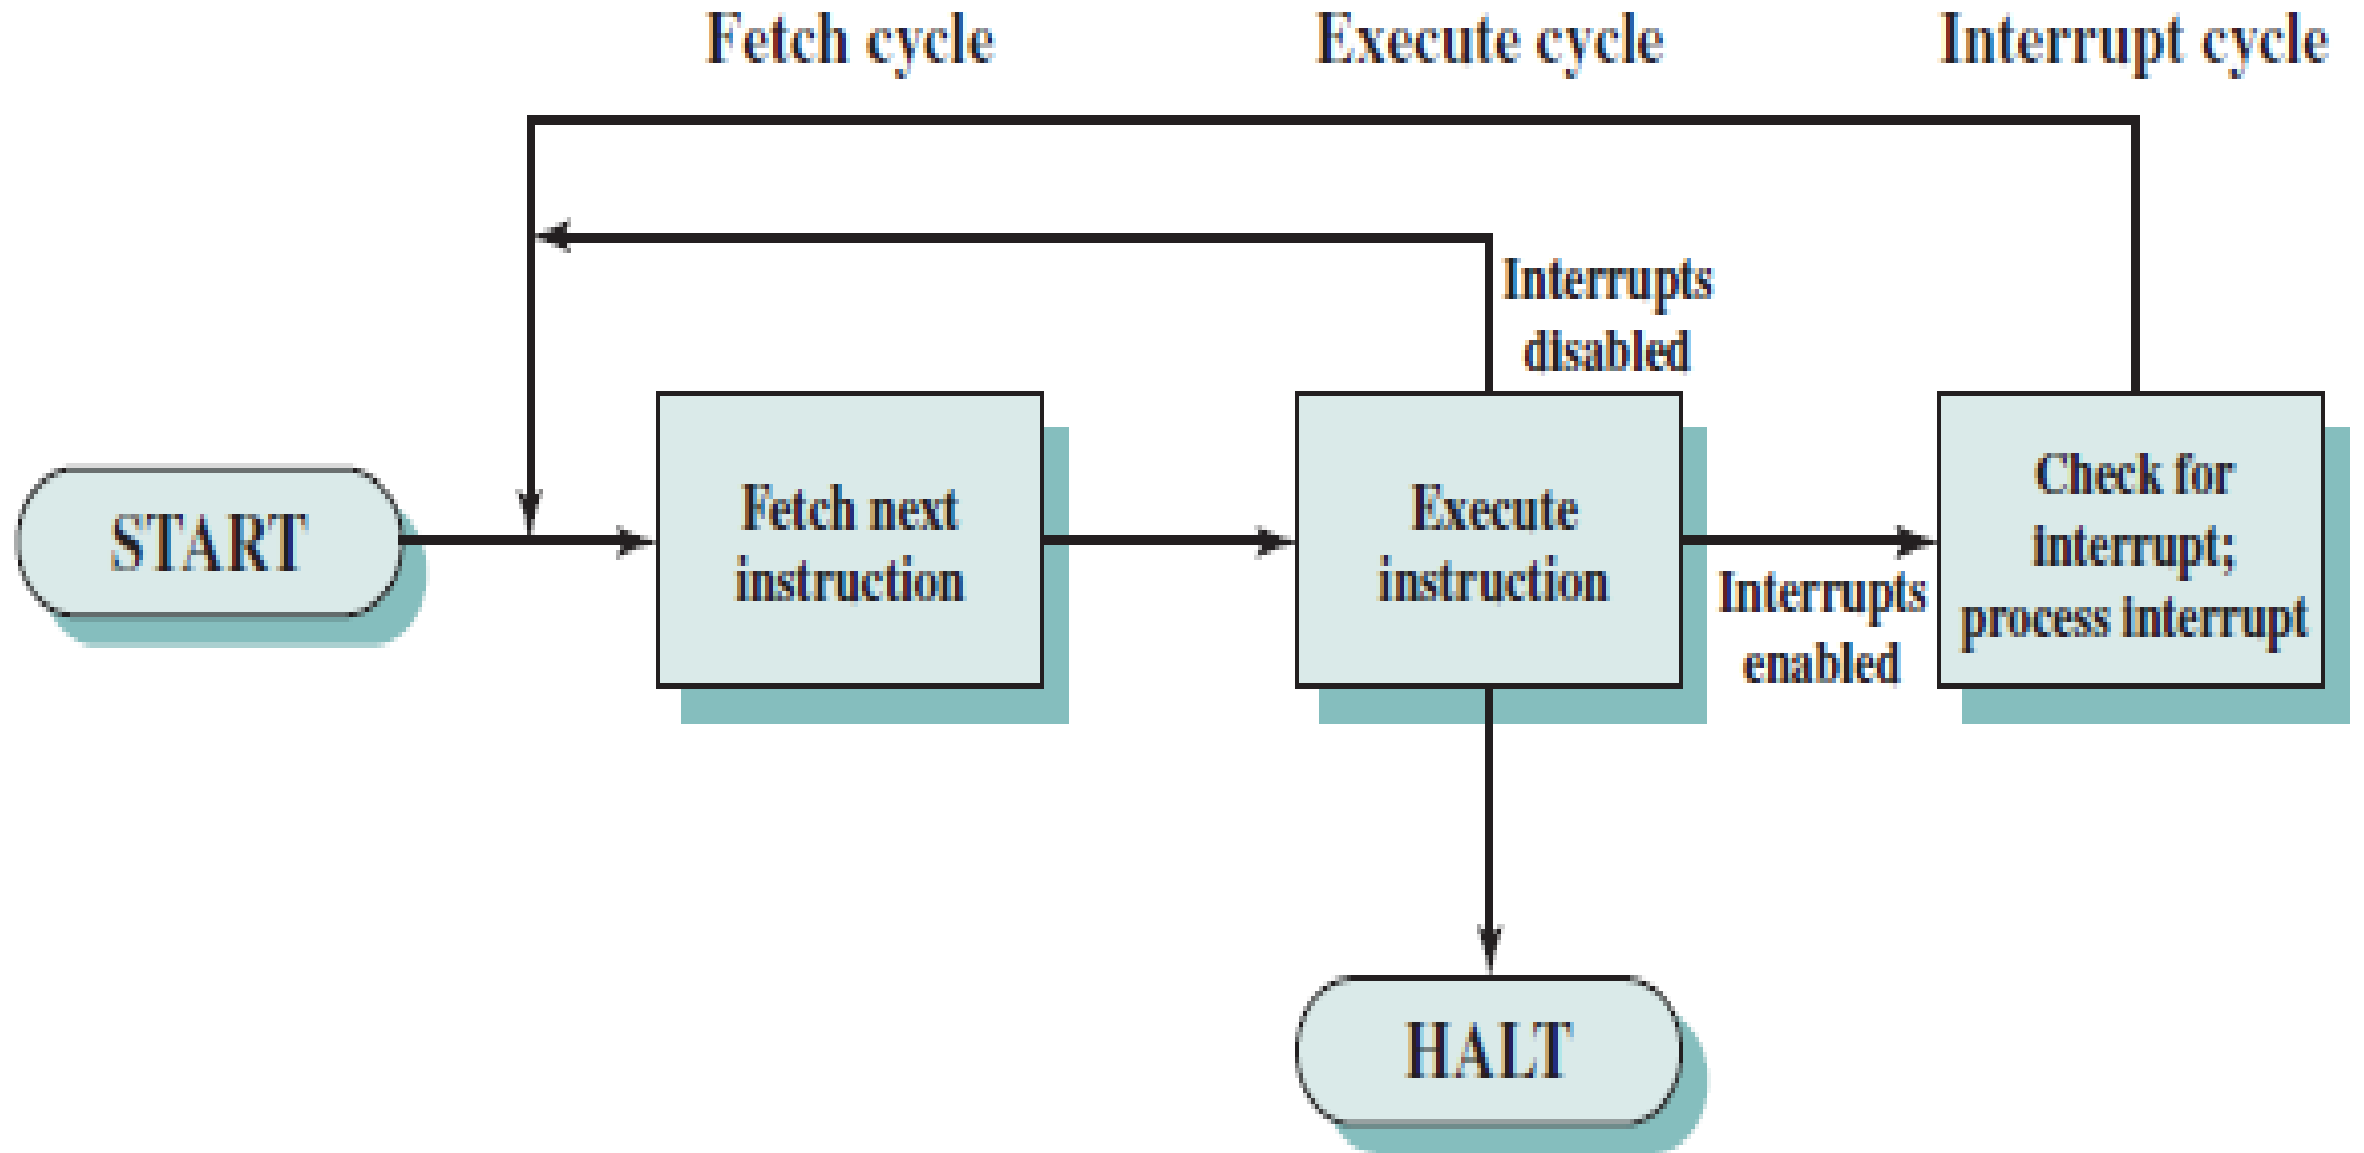 Fetch cycle
Execute cycle
Interrupt cycle
Interrupts
disabled
START
Fetch next
instruction
Execute
instruction
Interrupts
enabled
Check for
interrupt;
process interrupt
HALT